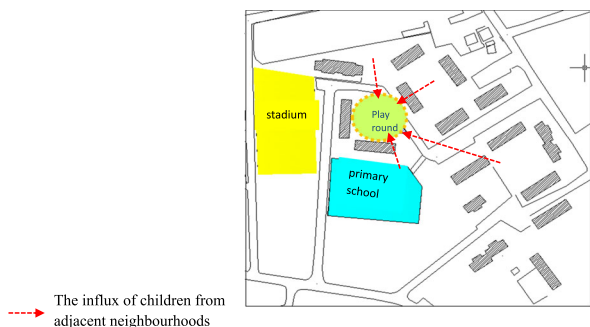 stadium
Play
round
primary
school
The influx of children from
adjacent neighbourhoods